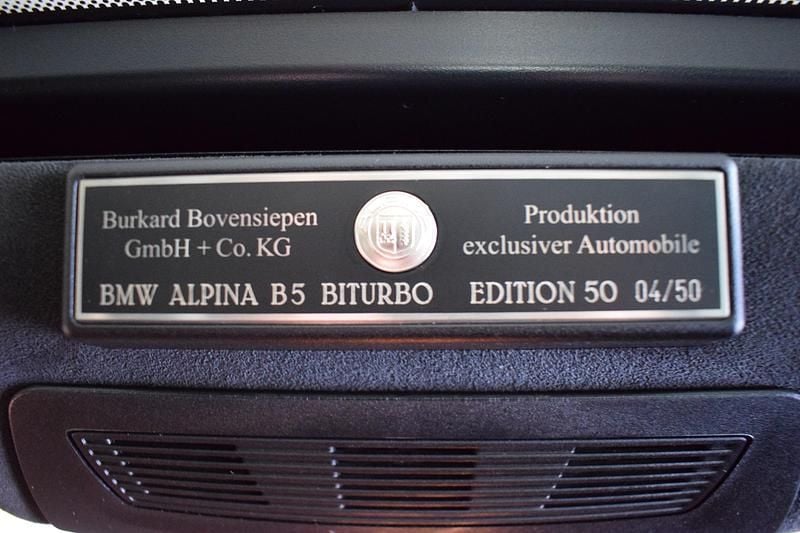 Burkard Bovensiepen
GmbH + Co. KG
Produktion
exclusiver Automobile
BMW ALPINA B5 BITURBO EDITION 50 04/50